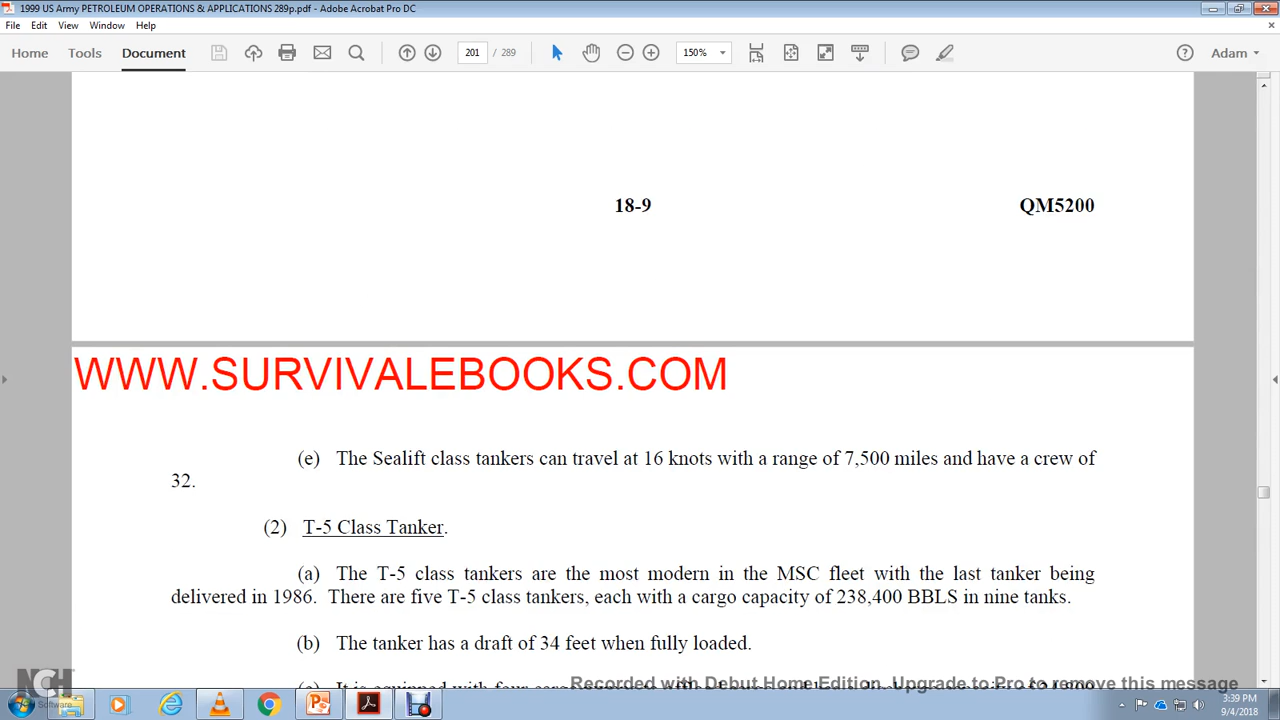 1999 US Army PETROLEUM OPERATIONS & APPLICATIONS 289p.pdf - Adobe Acrobat Pro DC
File Edit View Window Help
Home Tools Document 201 / 289 150% Adam
18-9 QM5200
WWW.SURVIVALEBOOKS.COM
(e) The Sealift class tankers can travel at 16 knots with a range of 7,500 miles and have a crew of
32.
(2) T-5 Class Tanker.
(a) The T-5 class tankers are the most modern in the MSC fleet with the last tanker being
delivered in 1986. There are five T-5 class tankers, each with a cargo capacity of 238,400 BBLS in nine tanks.
(b) The tanker has a draft of 34 feet when fully loaded.
Recorded with Debut Home Edition. Upgrade to Pro to remove this message
NCH
Software
3:39 PM
9/4/2018